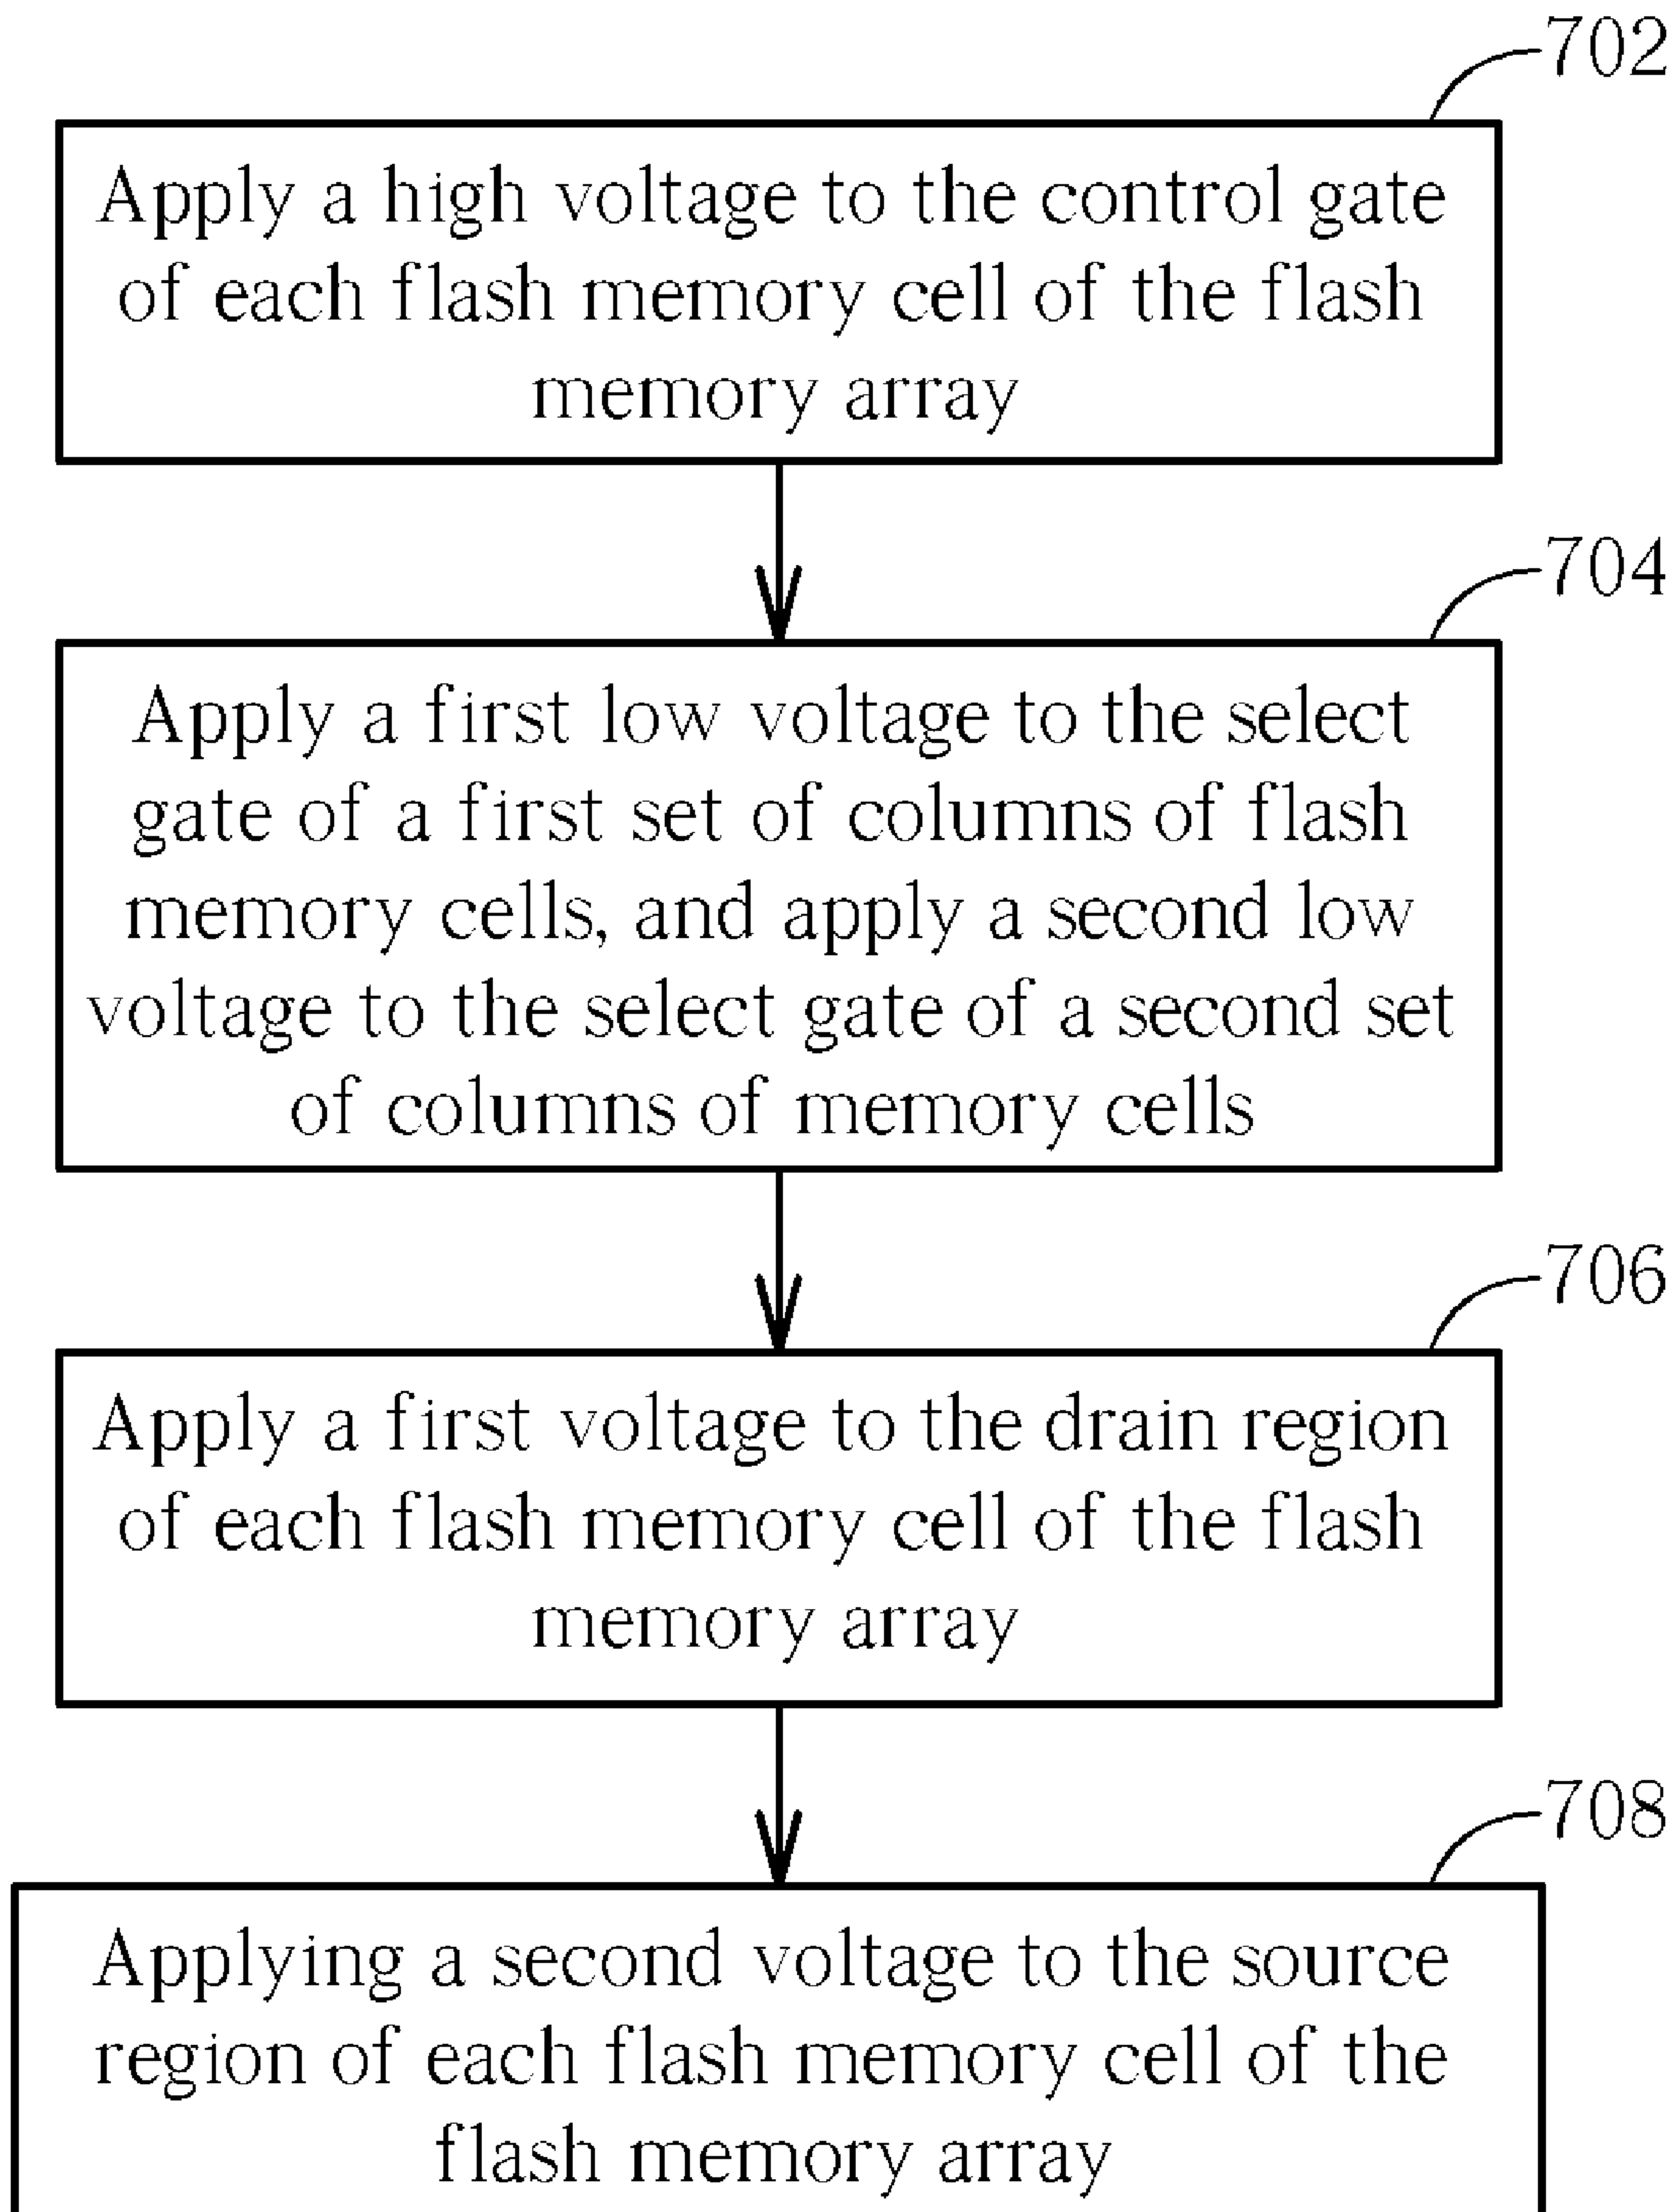 702
Apply a high voltage to the control gate
of each flash memory cell of the flash
memory array
704
Apply a first low voltage to the select
gate of a first set of columns of flash
memory cells, and apply a second low
voltage to the select gate of a second set
of columns of memory cells
706
Apply a first voltage to the drain region
of each flash memory cell of the flash
memory array
708
Applying a second voltage to the source
region of each flash memory cell of the
flash memory array